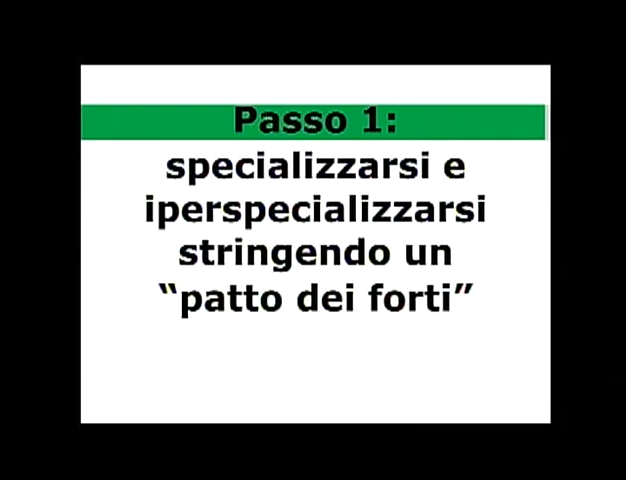 Passo 1:
specializzarsi e
iperspecializzarsi
stringendo un
“patto dei forti”